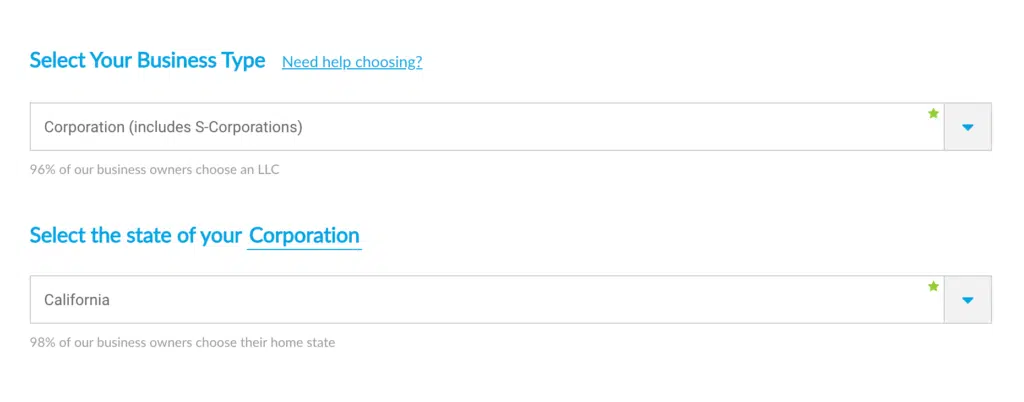 Select Your Business Type Need help choosing?
Corporation (includes S-Corporations)
96% of our business owners choose an LLC
Select the state of your Corporation
California
98% of our business owners choose their home state